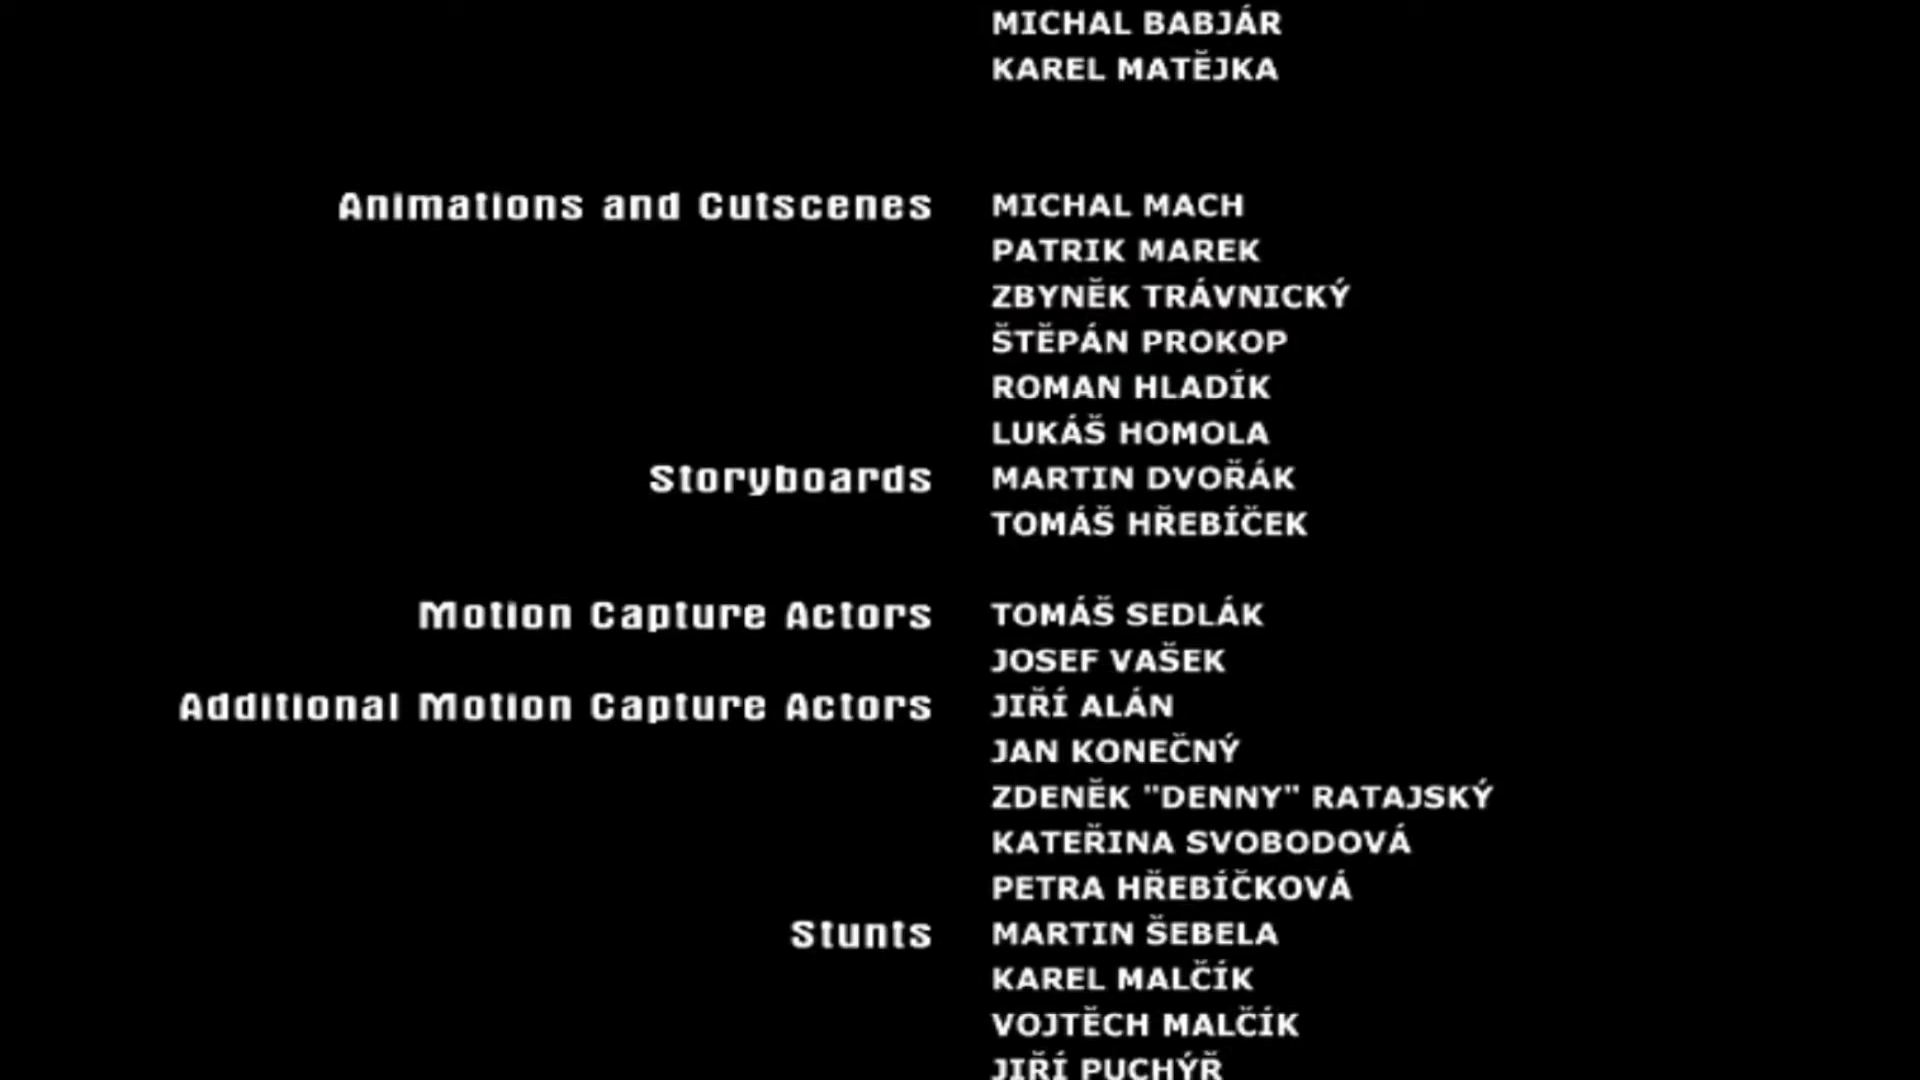 MICHAL BABJÁR
KAREL MATĚJKA
Animations and Cutscenes MICHAL MACH
PATRIK MAREK
ZBYNĚK TRÁVNICKÝ
ŠTĚPÁN PROKOP
ROMAN HLADÍK
LUKÁŠ HOMOLA
Storyboards MARTIN DVOŘÁK
TOMÁŠ HŘEBÍČEK
Motion Capture Actors TOMÁŠ SEDLÁK
JOSEF VAŠEK
Additional Motion Capture Actors JIŘÍ ALÁN
JAN KONEČNÝ
ZDENĚK "DENNY" RATAJSKÝ
KATEŘINA SVOBODOVÁ
PETRA HŘEBÍČKOVÁ
Stunts MARTIN ŠEBELA
KAREL MALČÍK
VOJTĚCH MALČÍK
JIŘÍ PUCHÝŘ